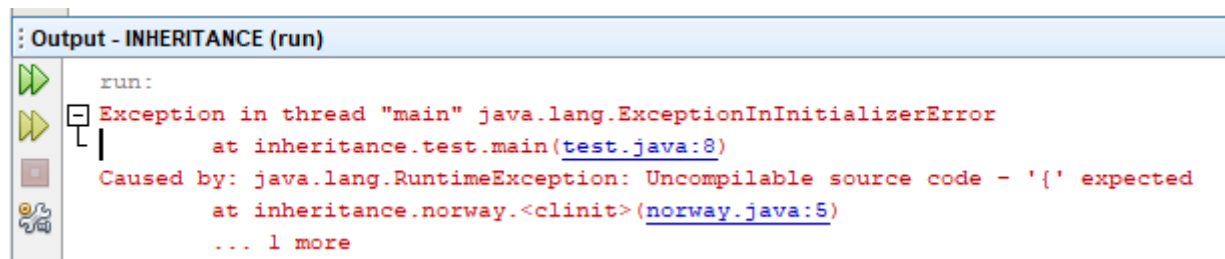 Output - INHERITANCE (run)
run:
Exception in thread "main" java.lang.ExceptionInInitializerError
at inheritance.test.main(test.java:8)
Caused by: java.lang.RuntimeException: Uncompilable source code - '{' expected
at inheritance.norway.<clinit>(norway.java:5)
... 1 more